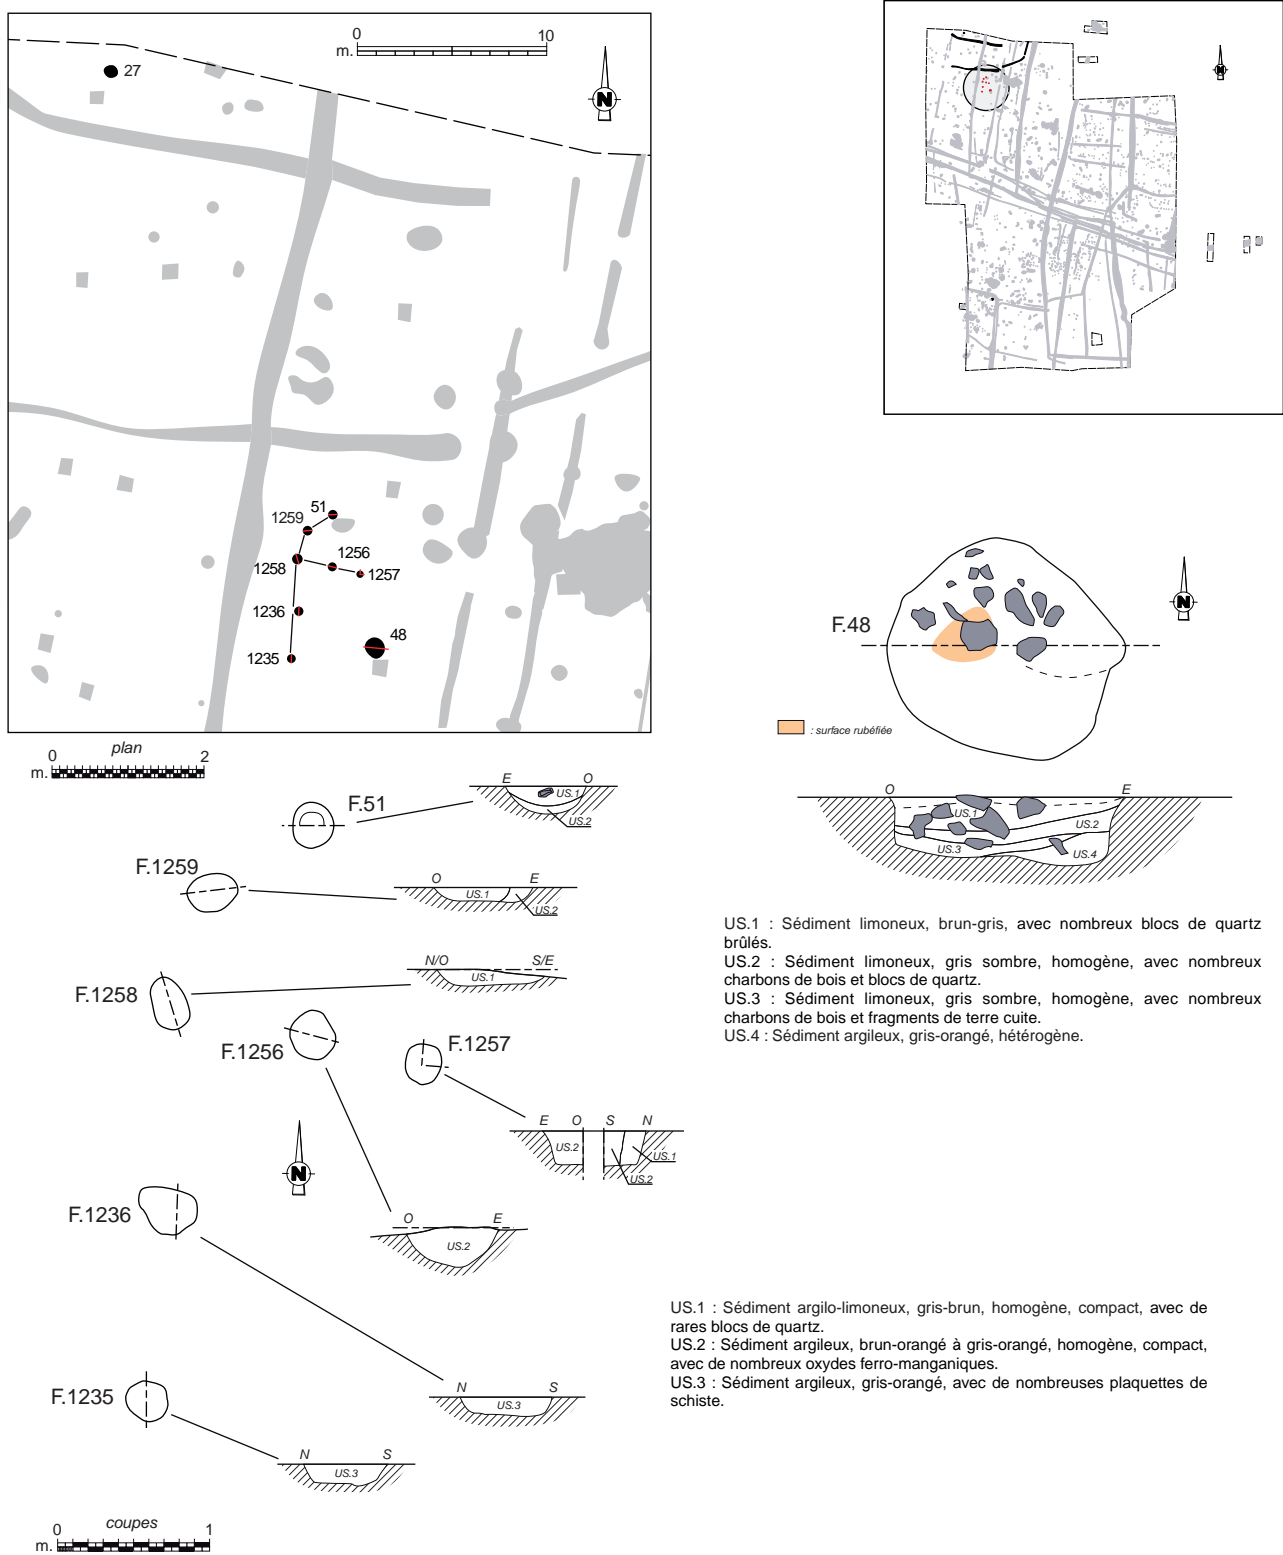 0
10
m.
N
27
51
1259
1256
1258
1257
1236
48
1235
N
F.48
N
: surface rubéfiée
plan
0
2
m.
F.51
E
O
US.1
US.2
F.1259
O
E
US.1
US.2
F.1258
N/O
S/E
US.1
F.1256
F.1257
E
O
S
N
US.2
US.1
US.2
N
O
E
US.2
F.1236
N
S
US.3
F.1235
N
S
US.3
coupes
0
1
m.
O
E
US.1
US.2
US.3
US.4
US.1 : Sédiment limoneux, brun-gris, avec nombreux blocs de quartz
brûlés.
US.2 : Sédiment limoneux, gris sombre, homogène, avec nombreux
charbons de bois et blocs de quartz.
US.3 : Sédiment limoneux, gris sombre, homogène, avec nombreux
charbons de bois et fragments de terre cuite.
US.4 : Sédiment argileux, gris-orangé, hétérogène.
US.1 : Sédiment argilo-limoneux, gris-brun, homogène, compact, avec de
rares blocs de quartz.
US.2 : Sédiment argileux, brun-orangé à gris-orangé, homogène, compact,
avec de nombreux oxydes ferro-manganiques.
US.3 : Sédiment argileux, gris-orangé, avec de nombreuses plaquettes de
schiste.